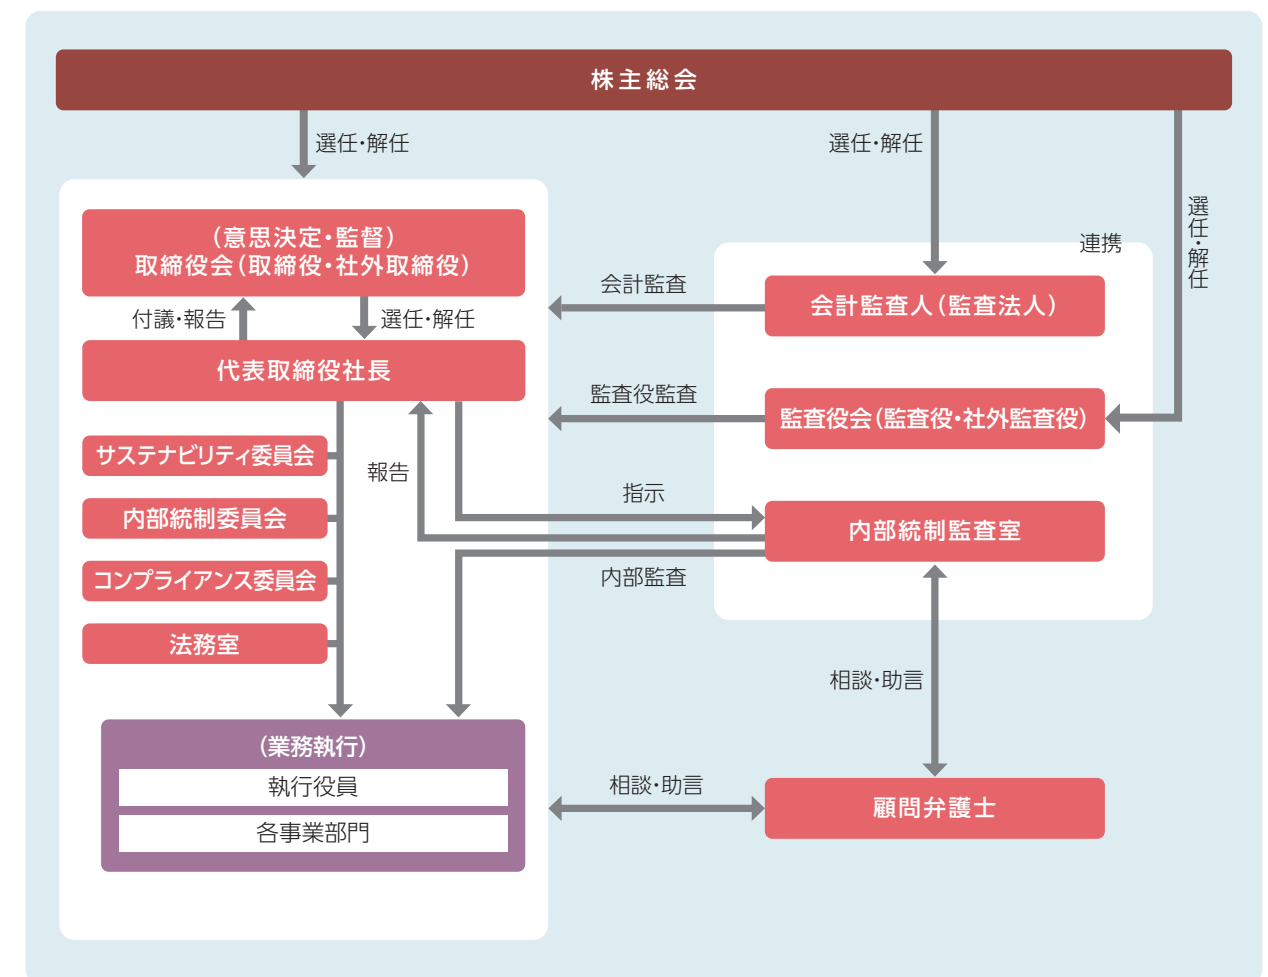 株主総会
選任・解任
選任・解任
選任・解任
（意思決定・監督）
取締役会（取締役・社外取締役）
付議・報告
選任・解任
代表取締役社長
サステナビリティ委員会
内部統制委員会
コンプライアンス委員会
法務室
報告
（業務執行）
執行役員
各事業部門
会計監査
監査役監査
指示
内部監査
相談・助言
連携
会計監査人（監査法人）
監査役会（監査役・社外監査役）
内部統制監査室
相談・助言
顧問弁護士